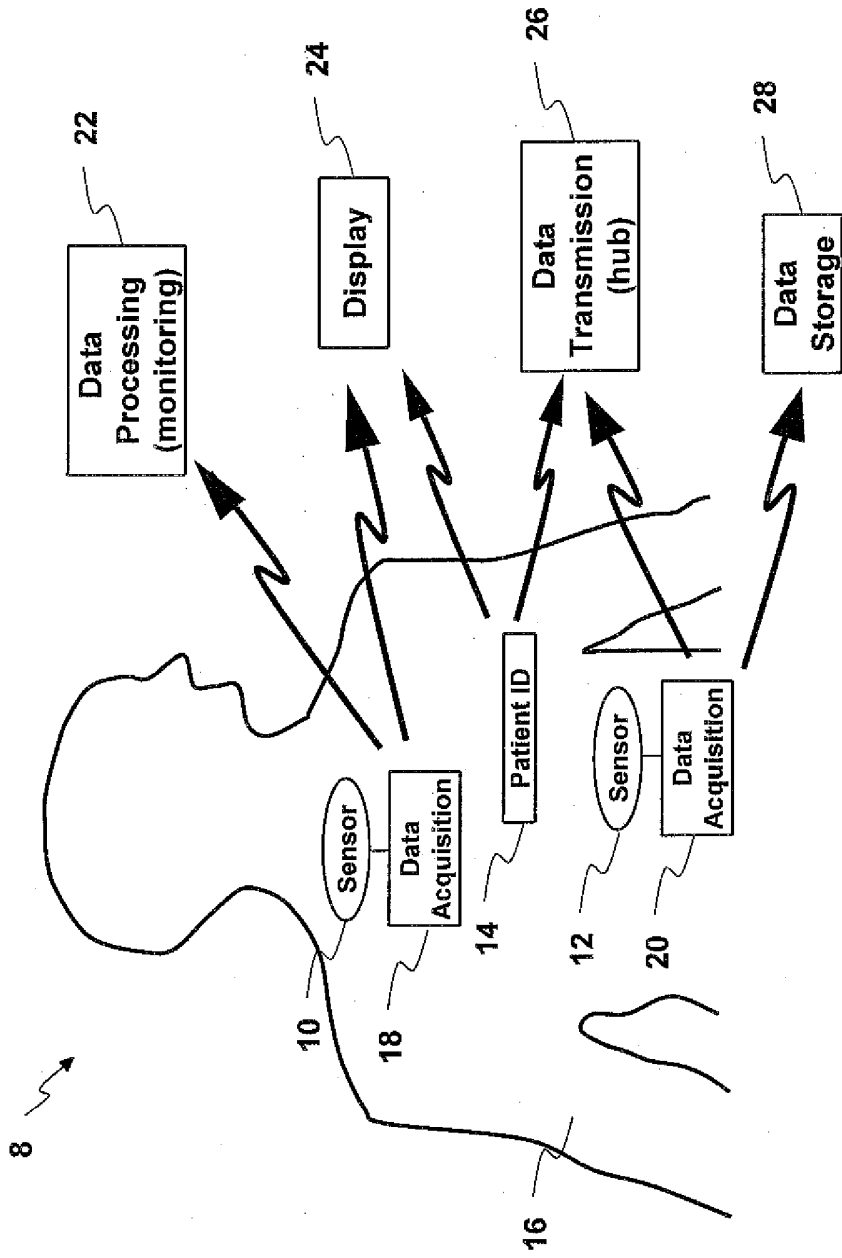 8
22
Data
Processing
(monitoring)
10
Sensor
24
Display
18
Data
Acquisition
14
Patient ID
16
26
Data
Transmission
(hub)
12
Sensor
20
Data
Acquisition
28
Data
Storage